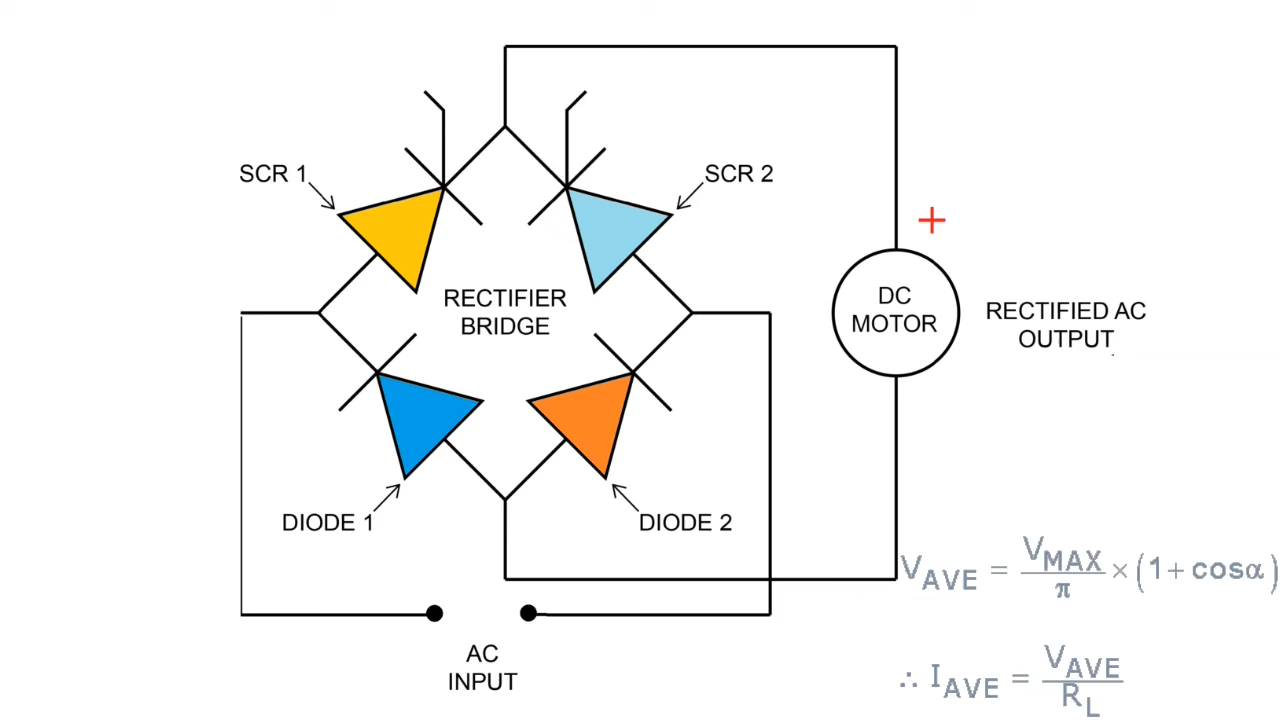 SCR 1
SCR 2
+
RECTIFIER
BRIDGE
DC
MOTOR
RECTIFIED AC
OUTPUT
DIODE 1
DIODE 2
V_AVE = V_MAX / π × (1 + cosα)
AC
INPUT
∴ I_AVE = V_AVE / R_L